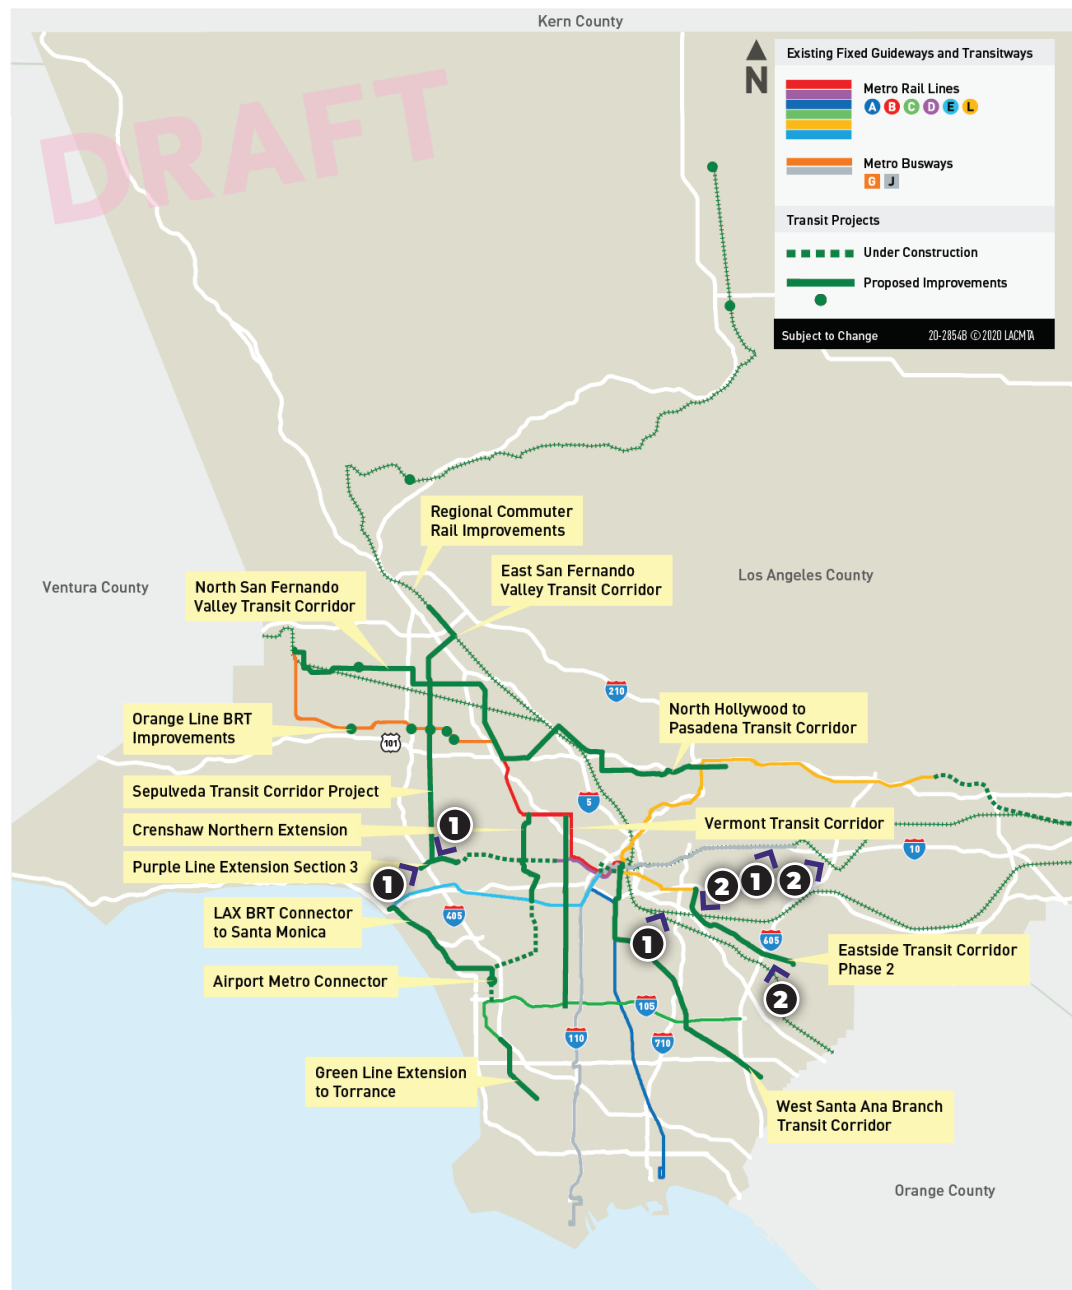 Kern County
DRAFT
N
Existing Fixed Guideways and Transitways
Metro Rail Lines
A B C D E L
Metro Busways
G J
Transit Projects
Under Construction
Proposed Improvements
Subject to Change 20-2854B ©2020 LACMTA
Regional Commuter
Rail Improvements
East San Fernando
Valley Transit Corridor
Los Angeles County
Ventura County
North San Fernando
Valley Transit Corridor
210
North Hollywood to
Pasadena Transit Corridor
Orange Line BRT
Improvements
101
Sepulveda Transit Corridor Project
5
Crenshaw Northern Extension
1
Vermont Transit Corridor
10
Purple Line Extension Section 3
1
2
1
2
LAX BRT Connector
to Santa Monica
405
1
605
Eastside Transit Corridor
Phase 2
Airport Metro Connector
2
105
110
710
Green Line Extension
to Torrance
West Santa Ana Branch
Transit Corridor
Orange County